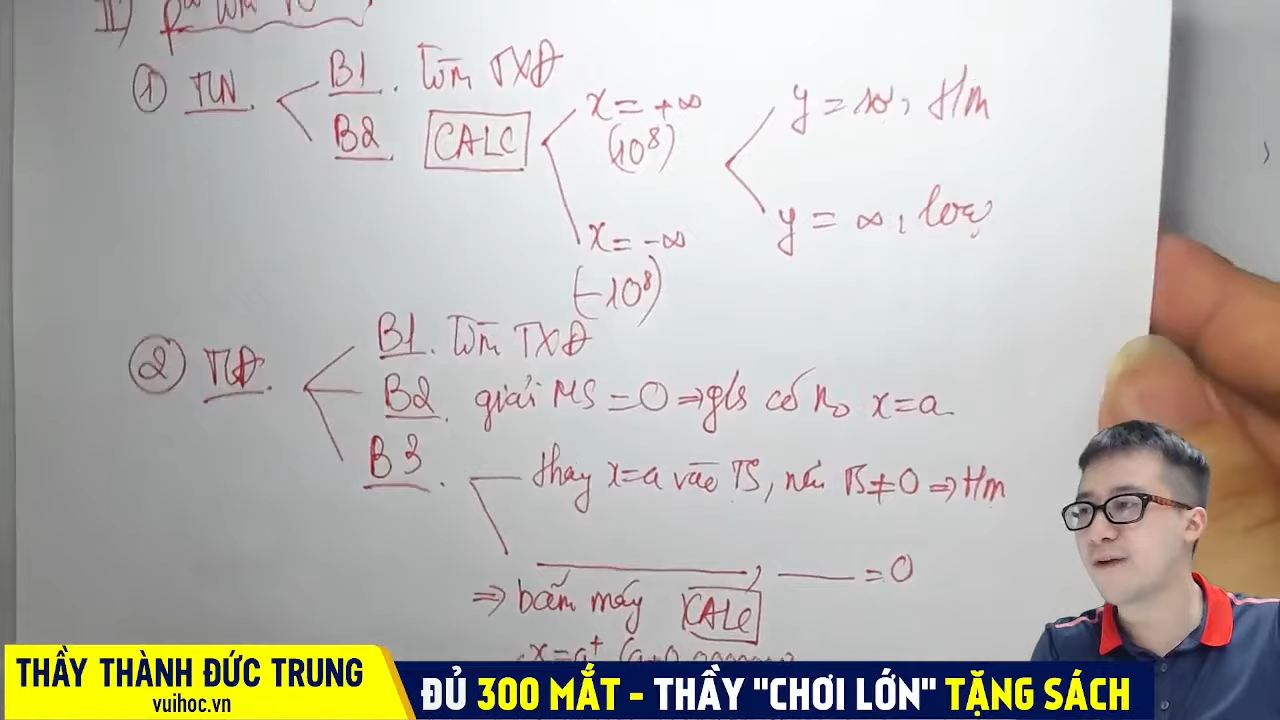 ① TCN
B1. Tìm TXĐ
B2. CALC
x = +∞
(10⁸)
y = số, t/m
x = -∞
(-10⁸)
y = ∞, loại
② TCĐ.
B1. Tìm TXĐ
B2. giải MS = 0 ⇒ g/s có no x = a.
B3.
thay x=a vào TS, nếu TS≠0 ⇒ t/m
————, —— = 0
⇒ bấm máy CALC
THẦY THÀNH ĐỨC TRUNG
vuihoc.vn
ĐỦ 300 MẮT - THẦY "CHƠI LỚN" TẶNG SÁCH